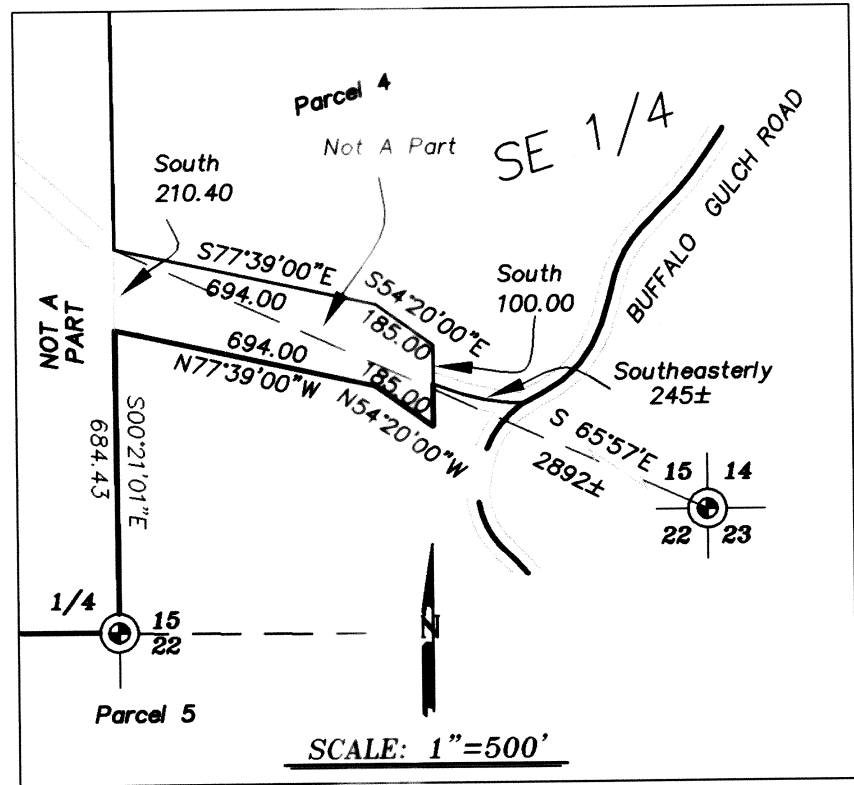 Parcel 4
Not A Part
SE 1/4
BUFFALO GULCH ROAD
South
210.40
S77°39'00"E
694.00
S54°20'00"E
185.00
South
100.00
NOT A
PART
694.00
N77°39'00"W
185.00
N54°20'00"W
Southeasterly
245±
S 65°57'E
2892±
15 14
22 23
S00°21'01"E
684.43
1/4
15
22
N
Parcel 5
SCALE: 1"=500'